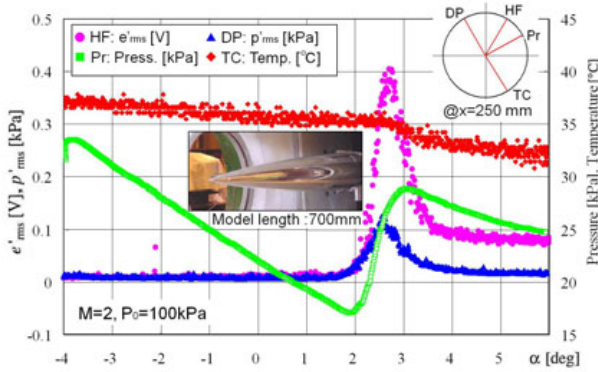 HF: e'rms [V]
DP: p'rms [kPa]
Pr: Press. [kPa]
TC: Temp. [°C]
DP
HF
Pr
TC
@x=250 mm
Model length :700mm
M=2, P₀=100kPa
e'rms [V], p'rms [kPa]
0.5
0.4
0.3
0.2
0.1
0
-0.1
-4
-3
-2
-1
0
1
2
3
4
5
α [deg]
45
40
35
30
25
20
15
Pressure [kPa], Temperature [°C]